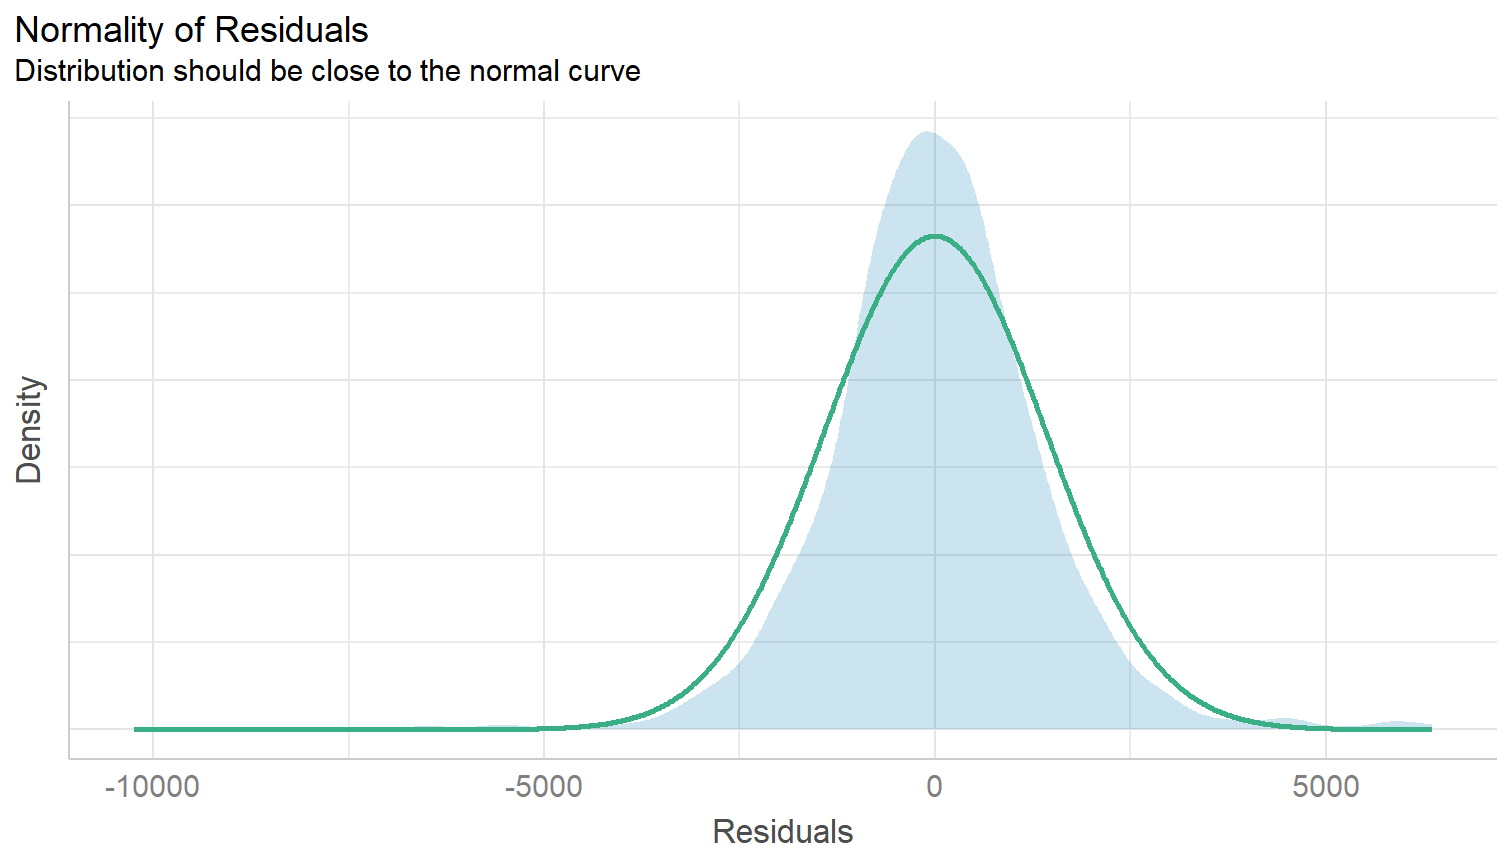 Normality of Residuals
Distribution should be close to the normal curve
Density
-10000
-5000
0
5000
Residuals